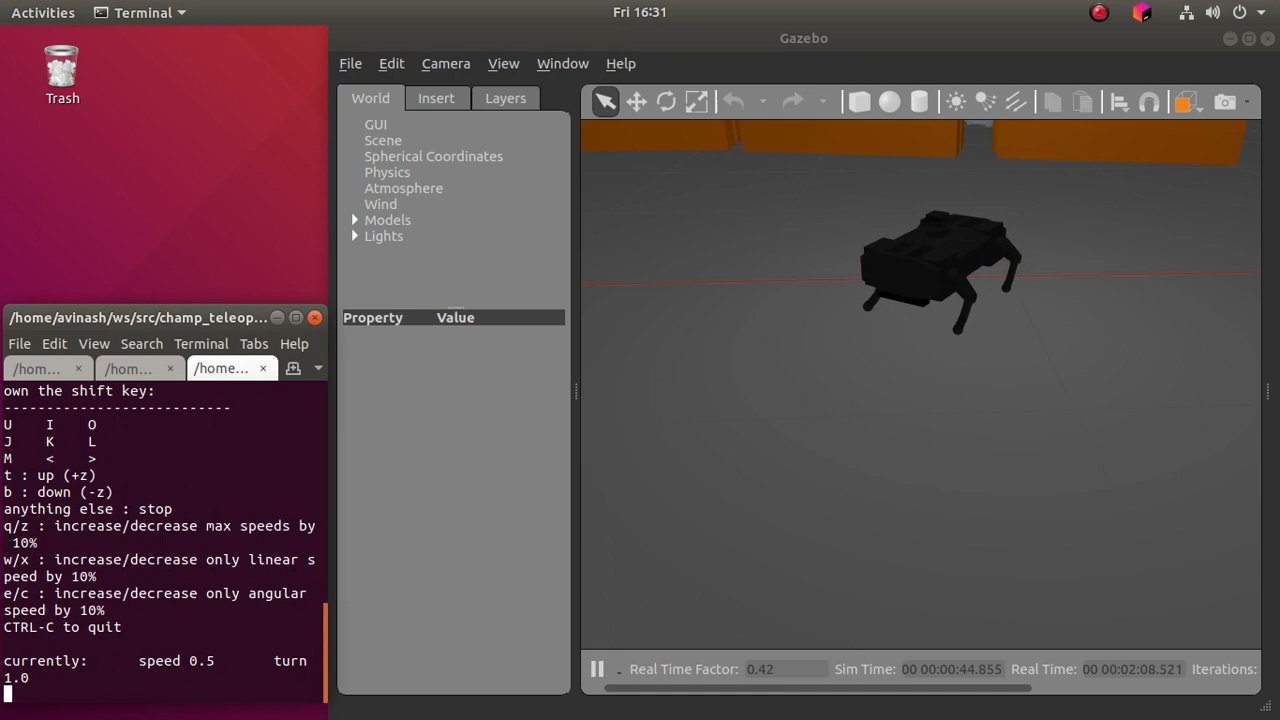 Activities Terminal Fri 16:31
Trash
Gazebo
File Edit Camera View Window Help
World Insert Layers
GUI
Scene
Spherical Coordinates
Physics
Atmosphere
Wind
Models
Lights
Property Value
/home/avinash/ws/src/champ_teleop...
File Edit View Search Terminal Tabs Help
/hom... × /hom... × /home... ×
own the shift key:
---------------------------
U I O
J K L
M < >
t : up (+z)
b : down (-z)
anything else : stop
q/z : increase/decrease max speeds by
10%
w/x : increase/decrease only linear s
peed by 10%
e/c : increase/decrease only angular
speed by 10%
CTRL-C to quit
currently: speed 0.5 turn
1.0
Real Time Factor: 0.42 Sim Time: 00 00:00:44.855 Real Time: 00 00:02:08.521 Iterations: